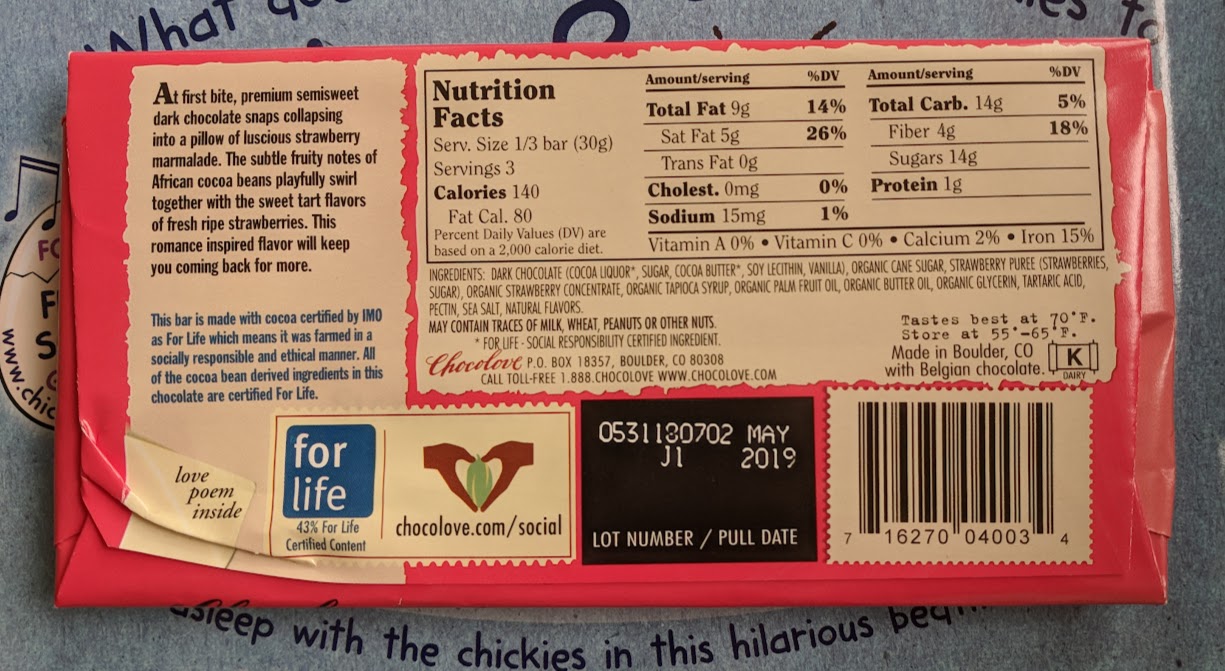 What
ies to
At first bite, premium semisweet
dark chocolate snaps collapsing
into a pillow of luscious strawberry
marmalade. The subtle fruity notes of
African cocoa beans playfully swirl
together with the sweet tart flavors
of fresh ripe strawberries. This
romance inspired flavor will keep
you coming back for more.
This bar is made with cocoa certified by IMO
as For Life which means it was farmed in a
socially responsible and ethical manner. All
of the cocoa bean derived ingredients in this
chocolate are certified For Life.
love
poem
inside
for
life
43% For Life
Certified Content
chocolove.com/social
Nutrition
Facts
Serv. Size 1/3 bar (30g)
Servings 3
Calories 140
Fat Cal. 80
Percent Daily Values (DV) are
based on a 2,000 calorie diet.
Amount/serving %DV
Total Fat 9g 14%
Sat Fat 5g 26%
Trans Fat 0g
Cholest. 0mg 0%
Sodium 15mg 1%
Amount/serving %DV
Total Carb. 14g 5%
Fiber 4g 18%
Sugars 14g
Protein 1g
Vitamin A 0% • Vitamin C 0% • Calcium 2% • Iron 15%
INGREDIENTS: DARK CHOCOLATE (COCOA LIQUOR*, SUGAR, COCOA BUTTER*, SOY LECITHIN, VANILLA), ORGANIC CANE SUGAR, STRAWBERRY PUREE (STRAWBERRIES,
SUGAR), ORGANIC STRAWBERRY CONCENTRATE, ORGANIC TAPIOCA SYRUP, ORGANIC PALM FRUIT OIL, ORGANIC BUTTER OIL, ORGANIC GLYCERIN, TARTARIC ACID,
PECTIN, SEA SALT, NATURAL FLAVORS.
MAY CONTAIN TRACES OF MILK, WHEAT, PEANUTS OR OTHER NUTS.
* FOR LIFE - SOCIAL RESPONSIBILITY CERTIFIED INGREDIENT.
Chocolove P.O. BOX 18357, BOULDER, CO 80308
CALL TOLL-FREE 1.888.CHOCOLOVE WWW.CHOCOLOVE.COM
Tastes best at 70°F.
Store at 55°-65°F.
Made in Boulder, CO
with Belgian chocolate.
K
DAIRY
0531180702 MAY
J1 2019
LOT NUMBER / PULL DATE
7 16270 04003 4
www.chic
asleep with the chickies in this hilarious